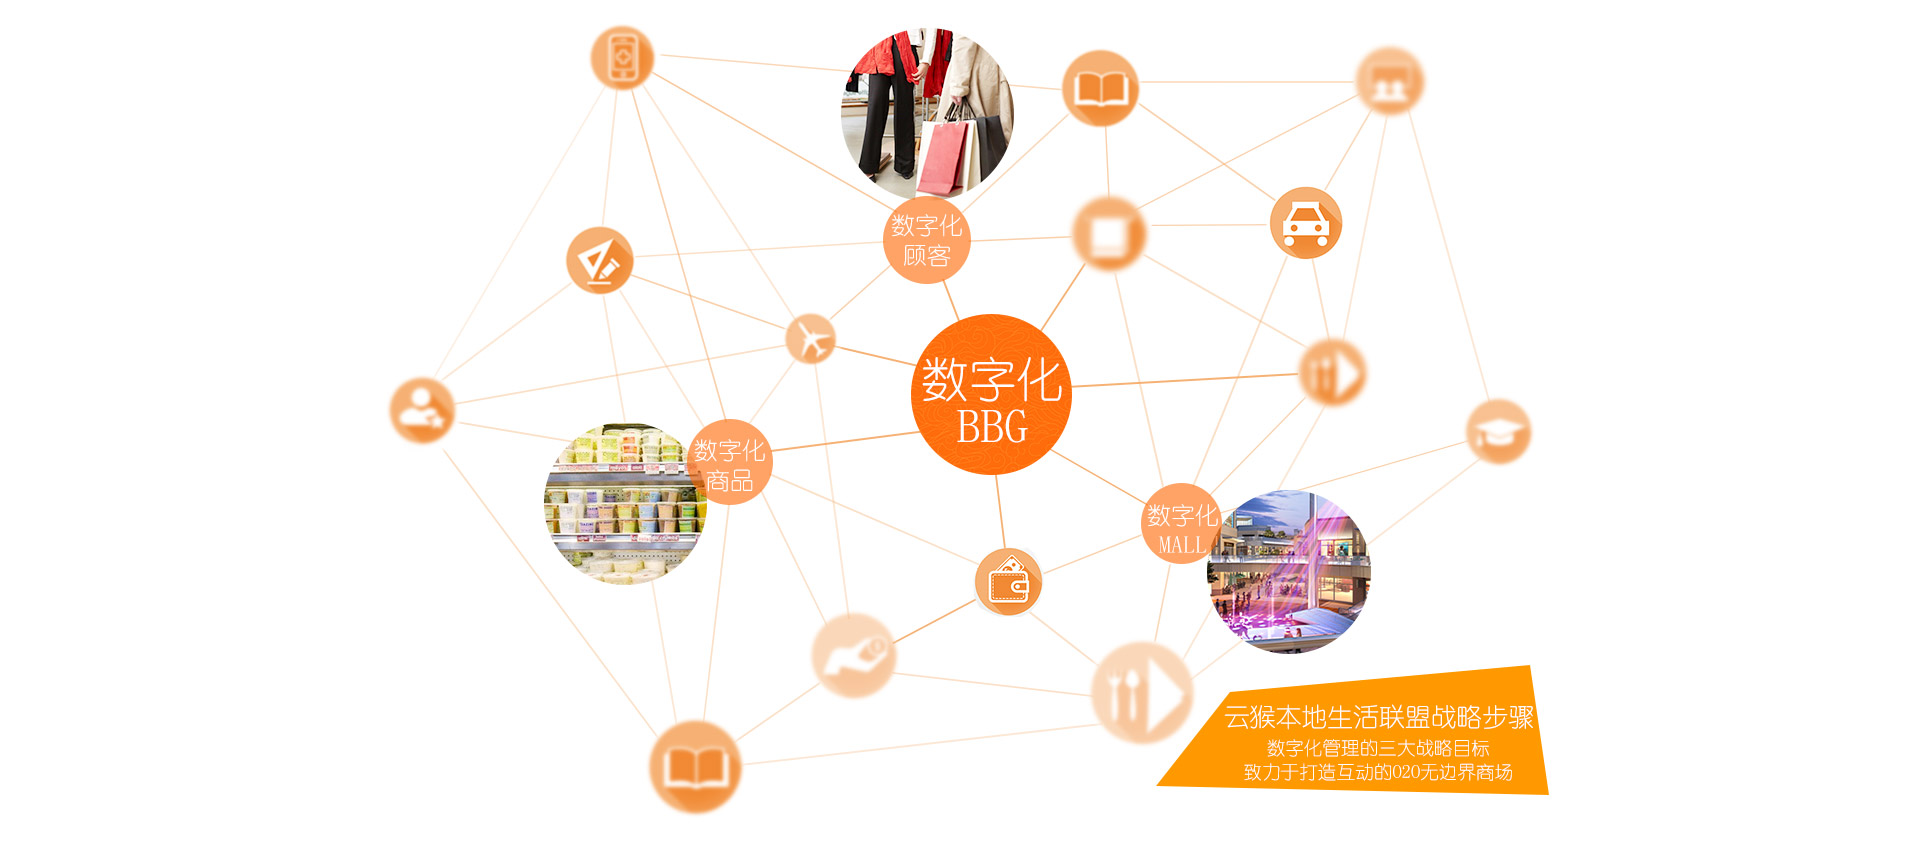 数字化
顾客
数字化
BBG
数字化
商品
数字化
MALL
云猴本地生活联盟战略步骤
数字化管理的三大战略目标
致力于打造互动的O2O无边界商场